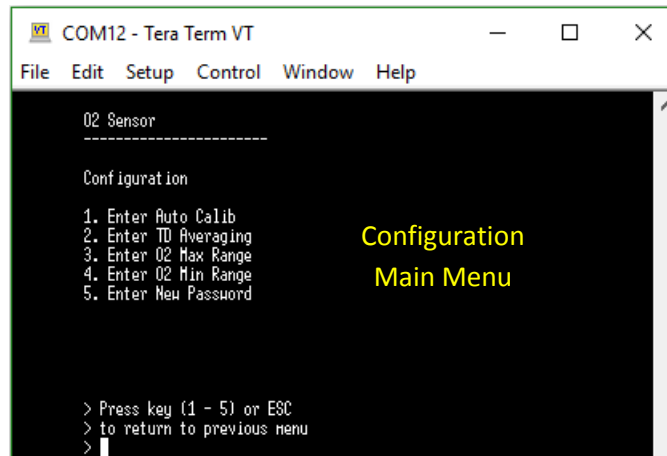 COM12 - Tera Term VT
File Edit Setup Control Window Help
O2 Sensor
-----------------------
Configuration
1. Enter Auto Calib
2. Enter TD Averaging
3. Enter O2 Max Range
4. Enter O2 Min Range
5. Enter New Password
Configuration
Main Menu
> Press key (1 - 5) or ESC
> to return to previous menu
>